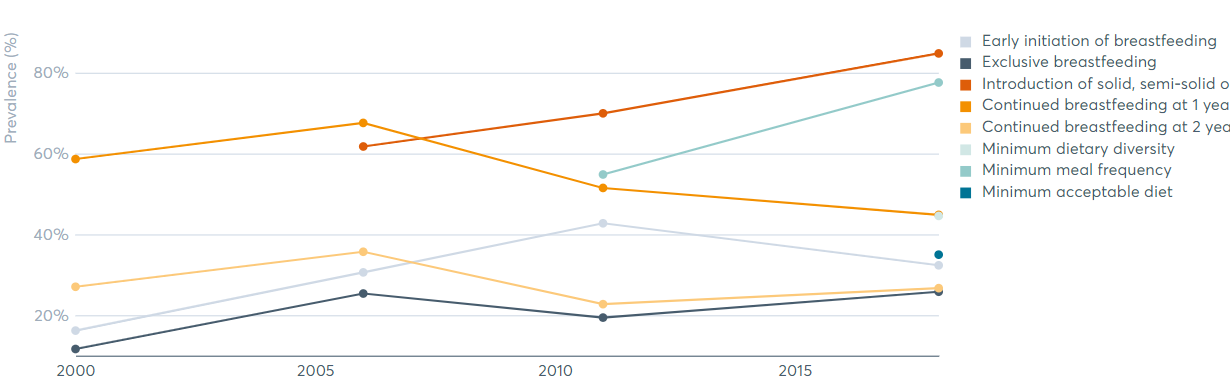 Prevalence (%)
80%
60%
40%
20%
2000 2005 2010 2015
Early initiation of breastfeeding
Exclusive breastfeeding
Introduction of solid, semi-solid o
Continued breastfeeding at 1 yea
Continued breastfeeding at 2 yea
Minimum dietary diversity
Minimum meal frequency
Minimum acceptable diet